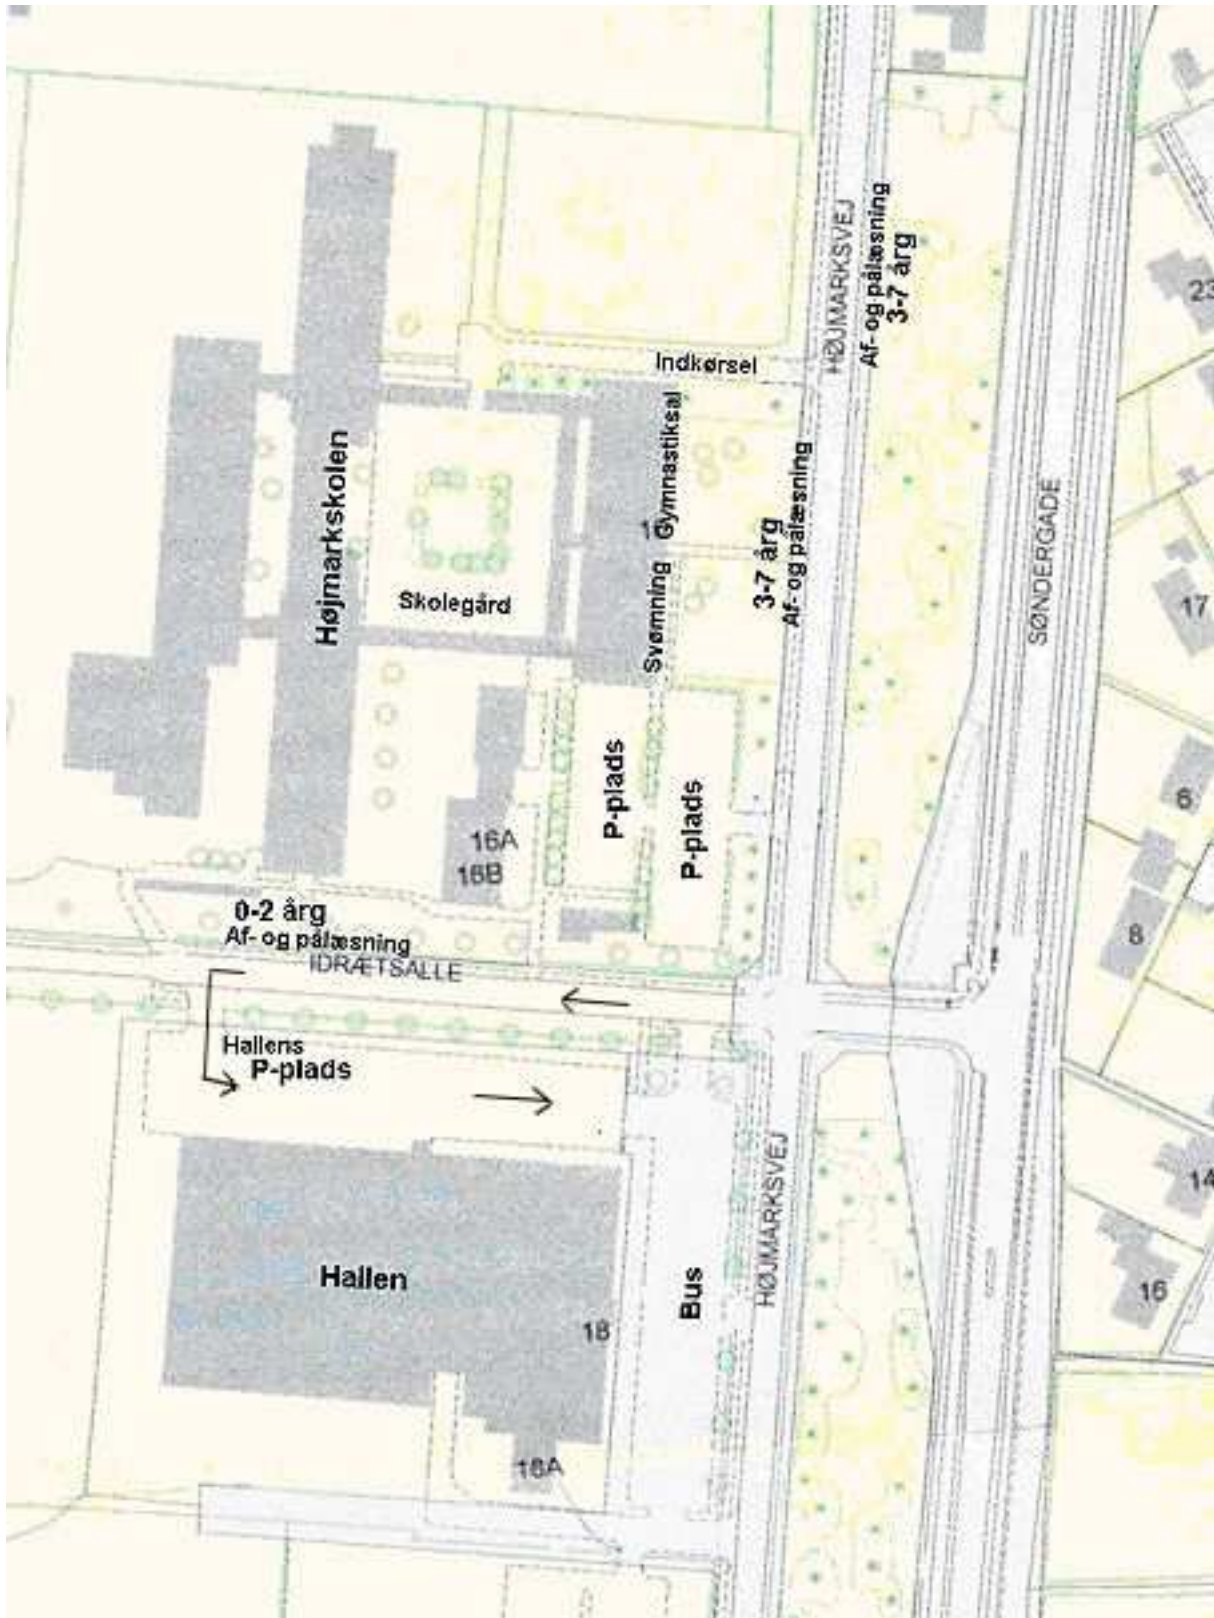 HØJMARKSVEJ
Af- og pålæsning
3-7 årg
23
Indkørsel
Gymnastiksal
Højmarkskolen
3-7 årg
Af- og pålæsning
SØNDERGADE
Svømning
Skolegård
17
P-plads
P-plads
6
16A
16B
8
0-2 årg
Af- og pålæsning
IDRÆTSALLE
Hallens
P-plads
HØJMARKSVEJ
14
Hallen
Bus
16
18
18A